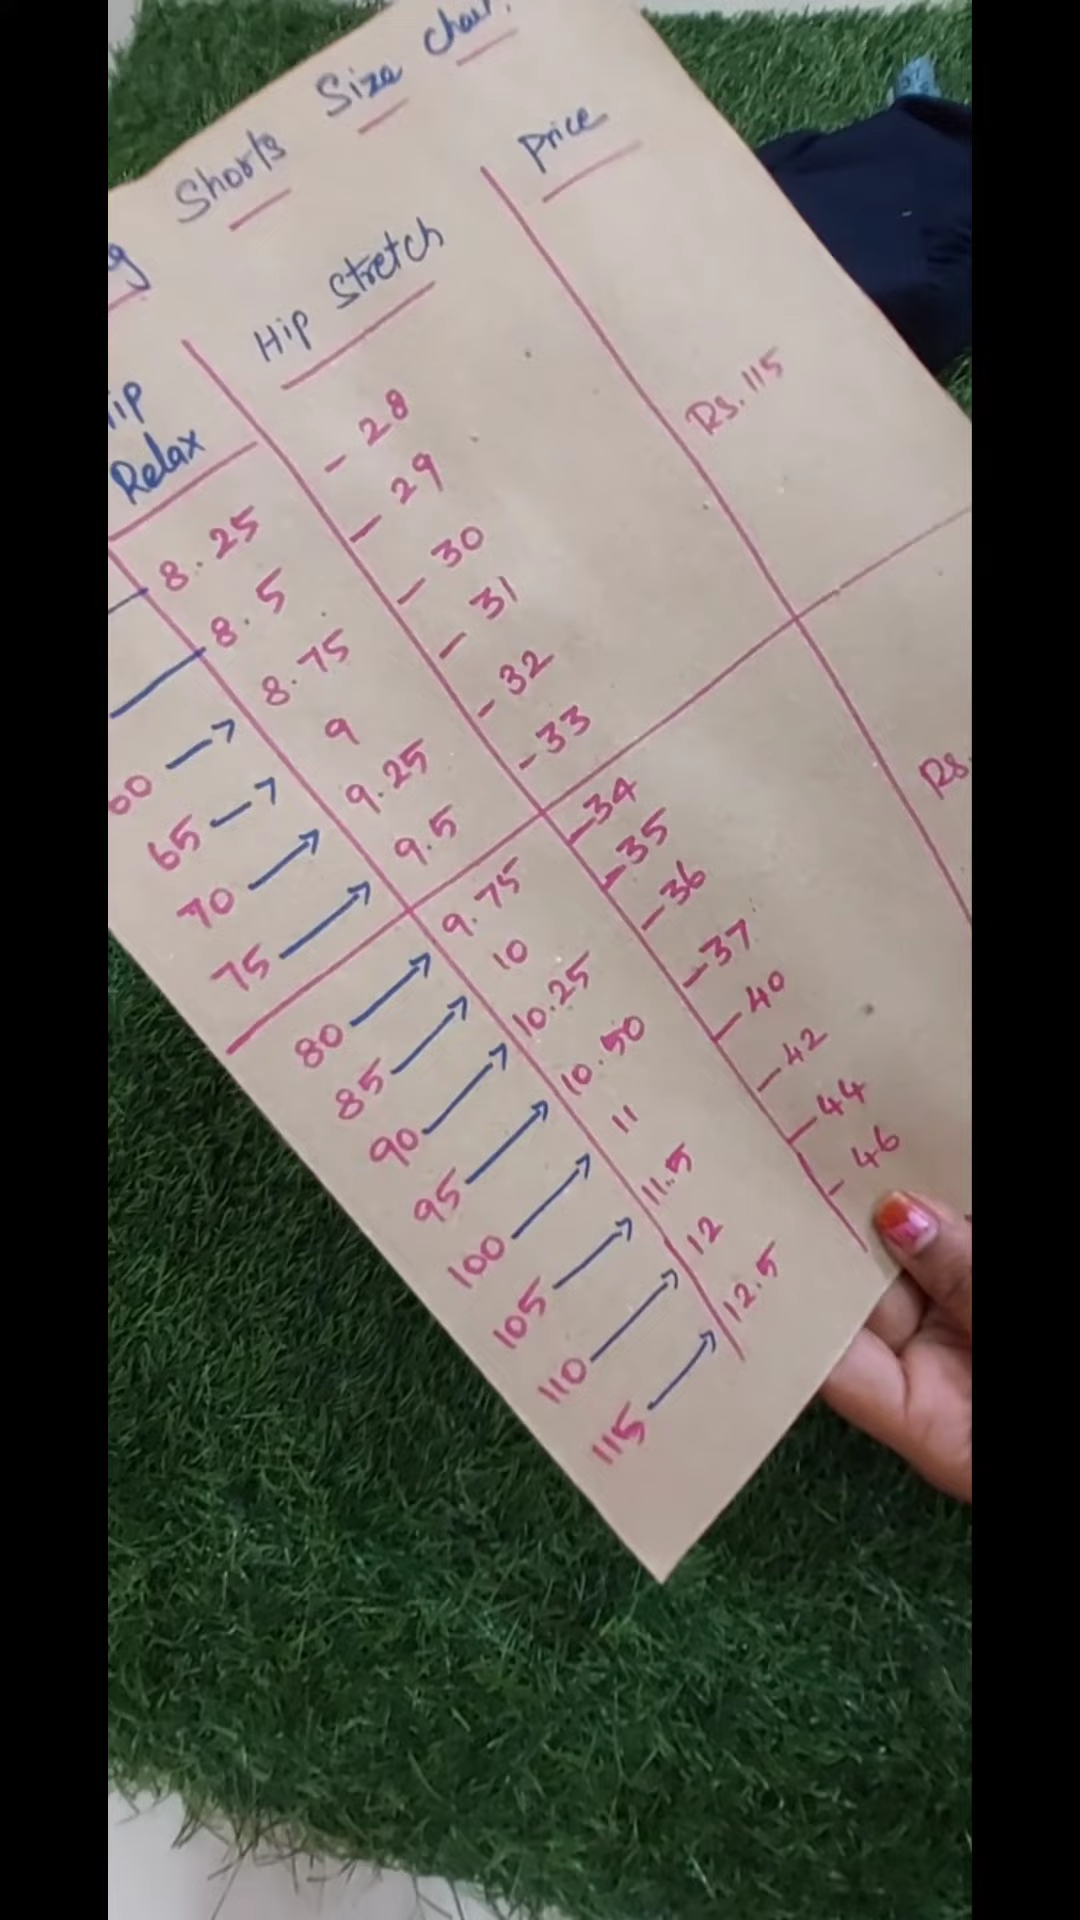 Shorts Size Chart
Hip Relax Hip Stretch Price
8.25 - 28
8.5 - 29
60 → 8.75 - 30
65 → 9 - 31
70 → 9.25 - 32
75 → 9.5 - 33
Rs. 115
80 → 9.75 - 34
85 → 10 - 35
90 → 10.25 - 36
95 → 10.50 - 37
100 → 11 - 40
105 → 11.5 - 42
110 → 12 - 44
115 → 12.5 - 46
Rs.